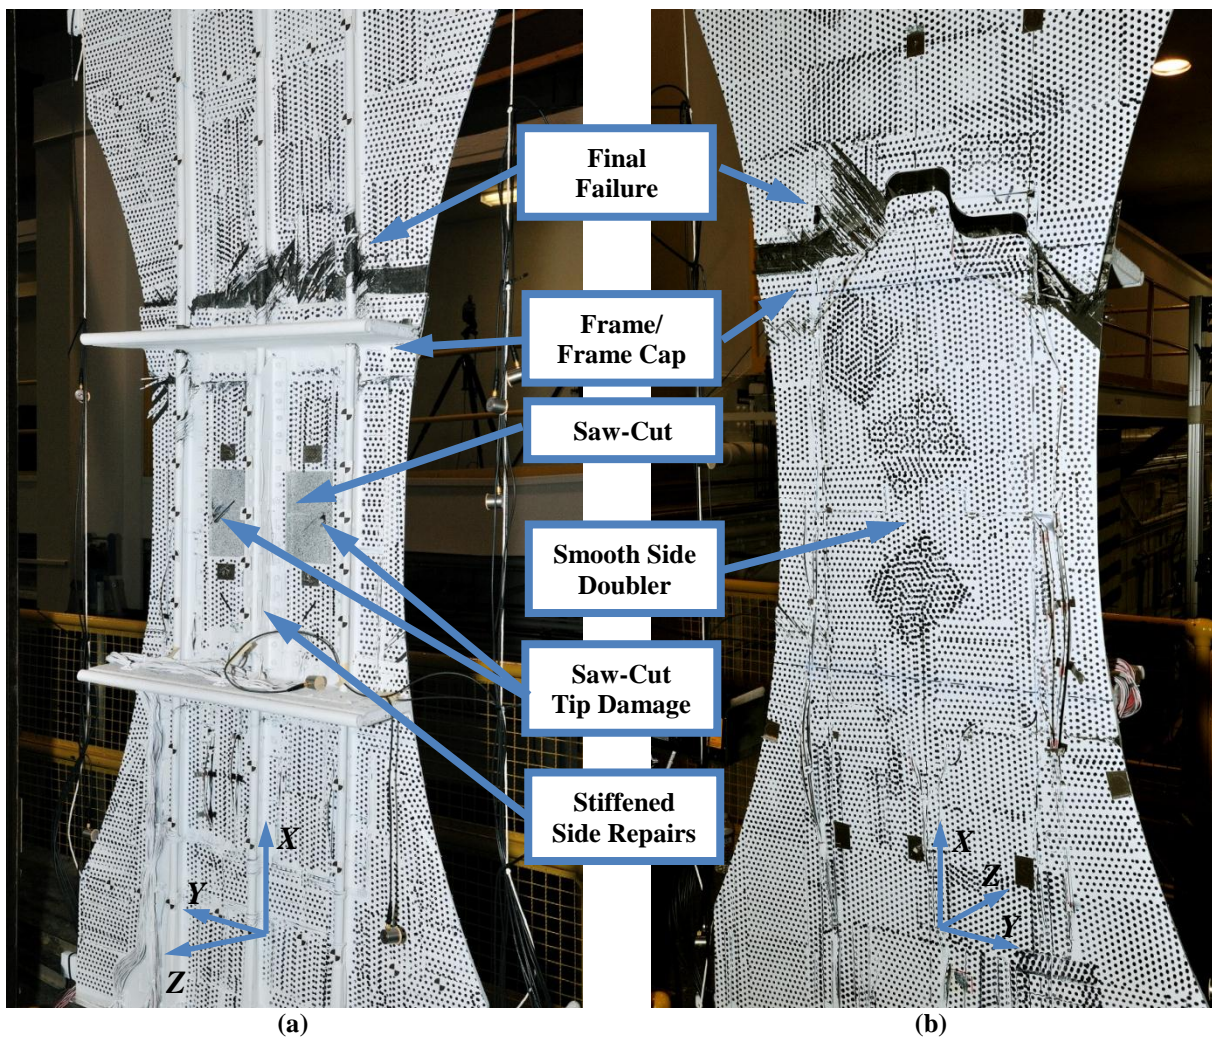 Final
Failure
Frame/
Frame Cap
Saw-Cut
Smooth Side
Doubler
Saw-Cut
Tip Damage
Stiffened
Side Repairs
X
Y
Z
X
Z
Y
(a)
(b)